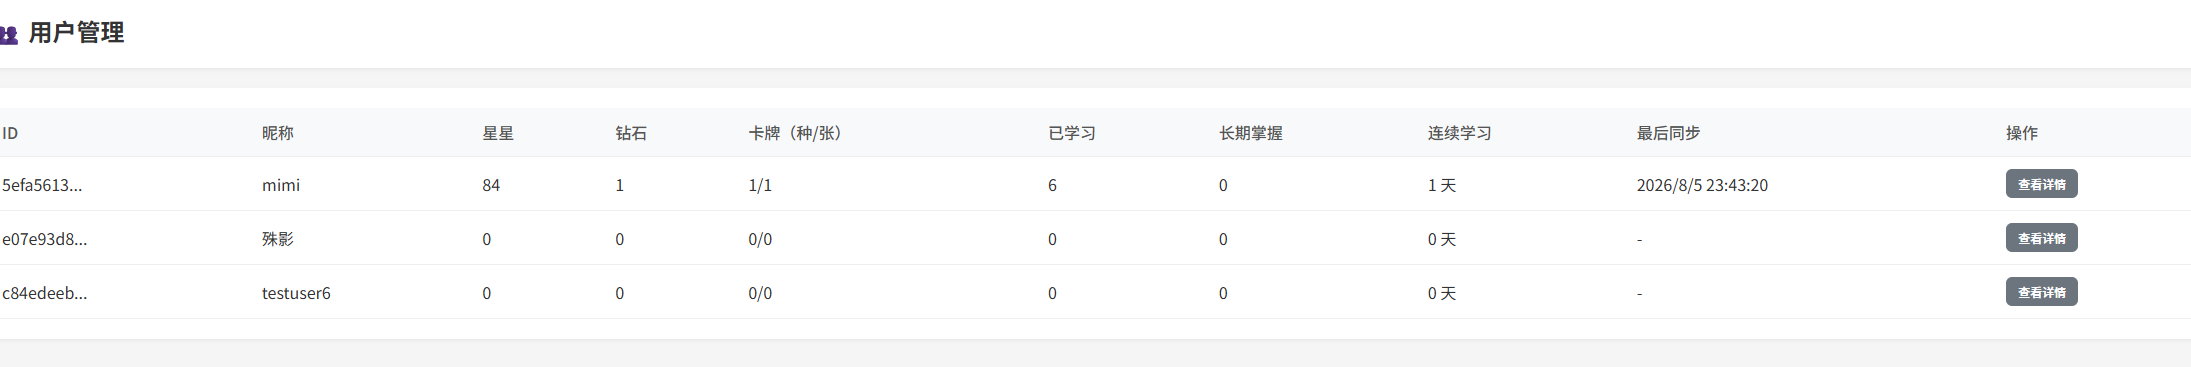 用户管理
ID 昵称 星星 钻石 卡牌（种/张） 已学习 长期掌握 连续学习 最后同步 操作
5efa5613... mimi 84 1 1/1 6 0 1 天 2026/8/5 23:43:20 查看详情
e07e93d8... 殊影 0 0 0/0 0 0 0 天 - 查看详情
c84edeeb... testuser6 0 0 0/0 0 0 0 天 - 查看详情